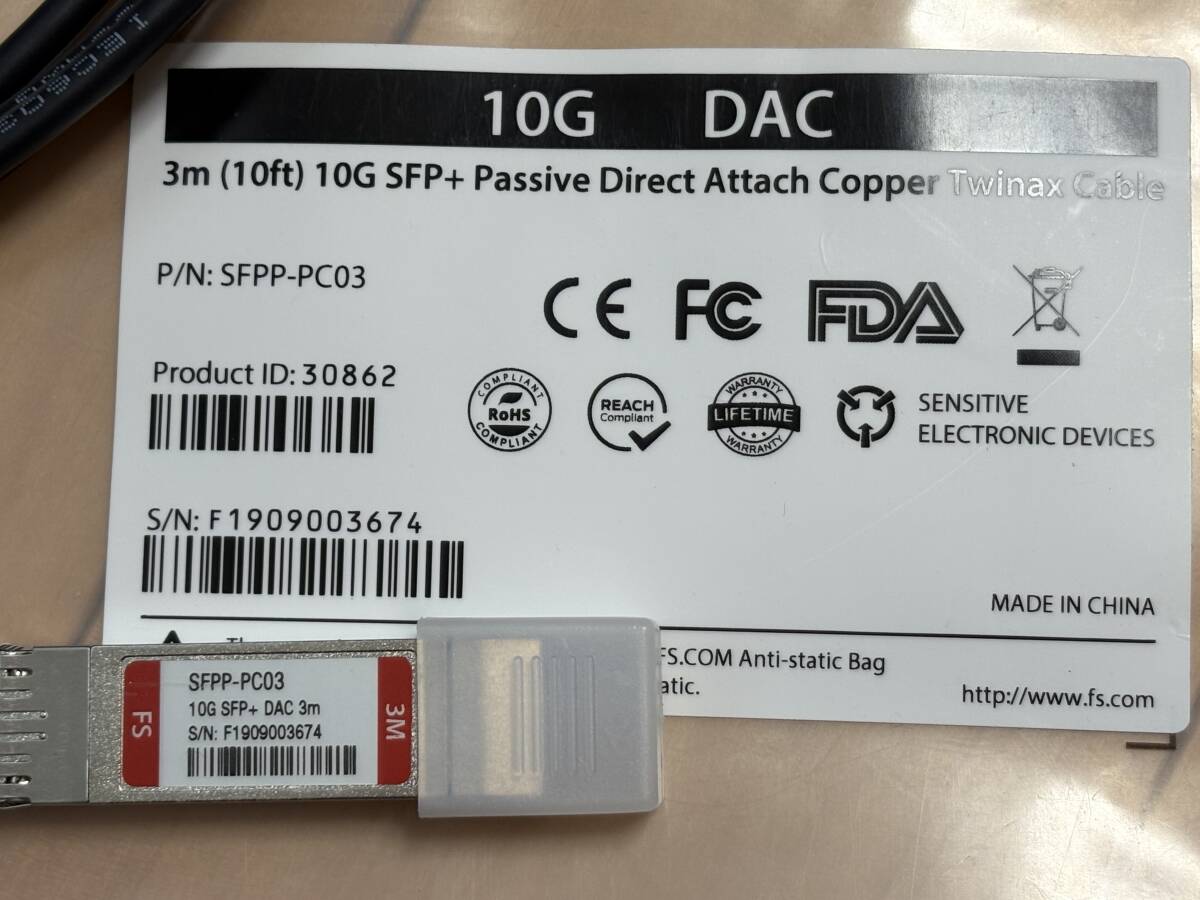 10G DAC
3m (10ft) 10G SFP+ Passive Direct Attach Copper Twinax Cable
P/N: SFPP-PC03
CE FC FDA
Product ID: 30862
COMPLIANT
RoHS
COMPLIANT
REACH
Compliant
WARRANTY
LIFETIME
WARRANTY
SENSITIVE
ELECTRONIC DEVICES
S/N: F1909003674
MADE IN CHINA
FS.COM Anti-static Bag
http://www.fs.com
FS
SFPP-PC03
10G SFP+ DAC 3m
S/N: F1909003674
3M